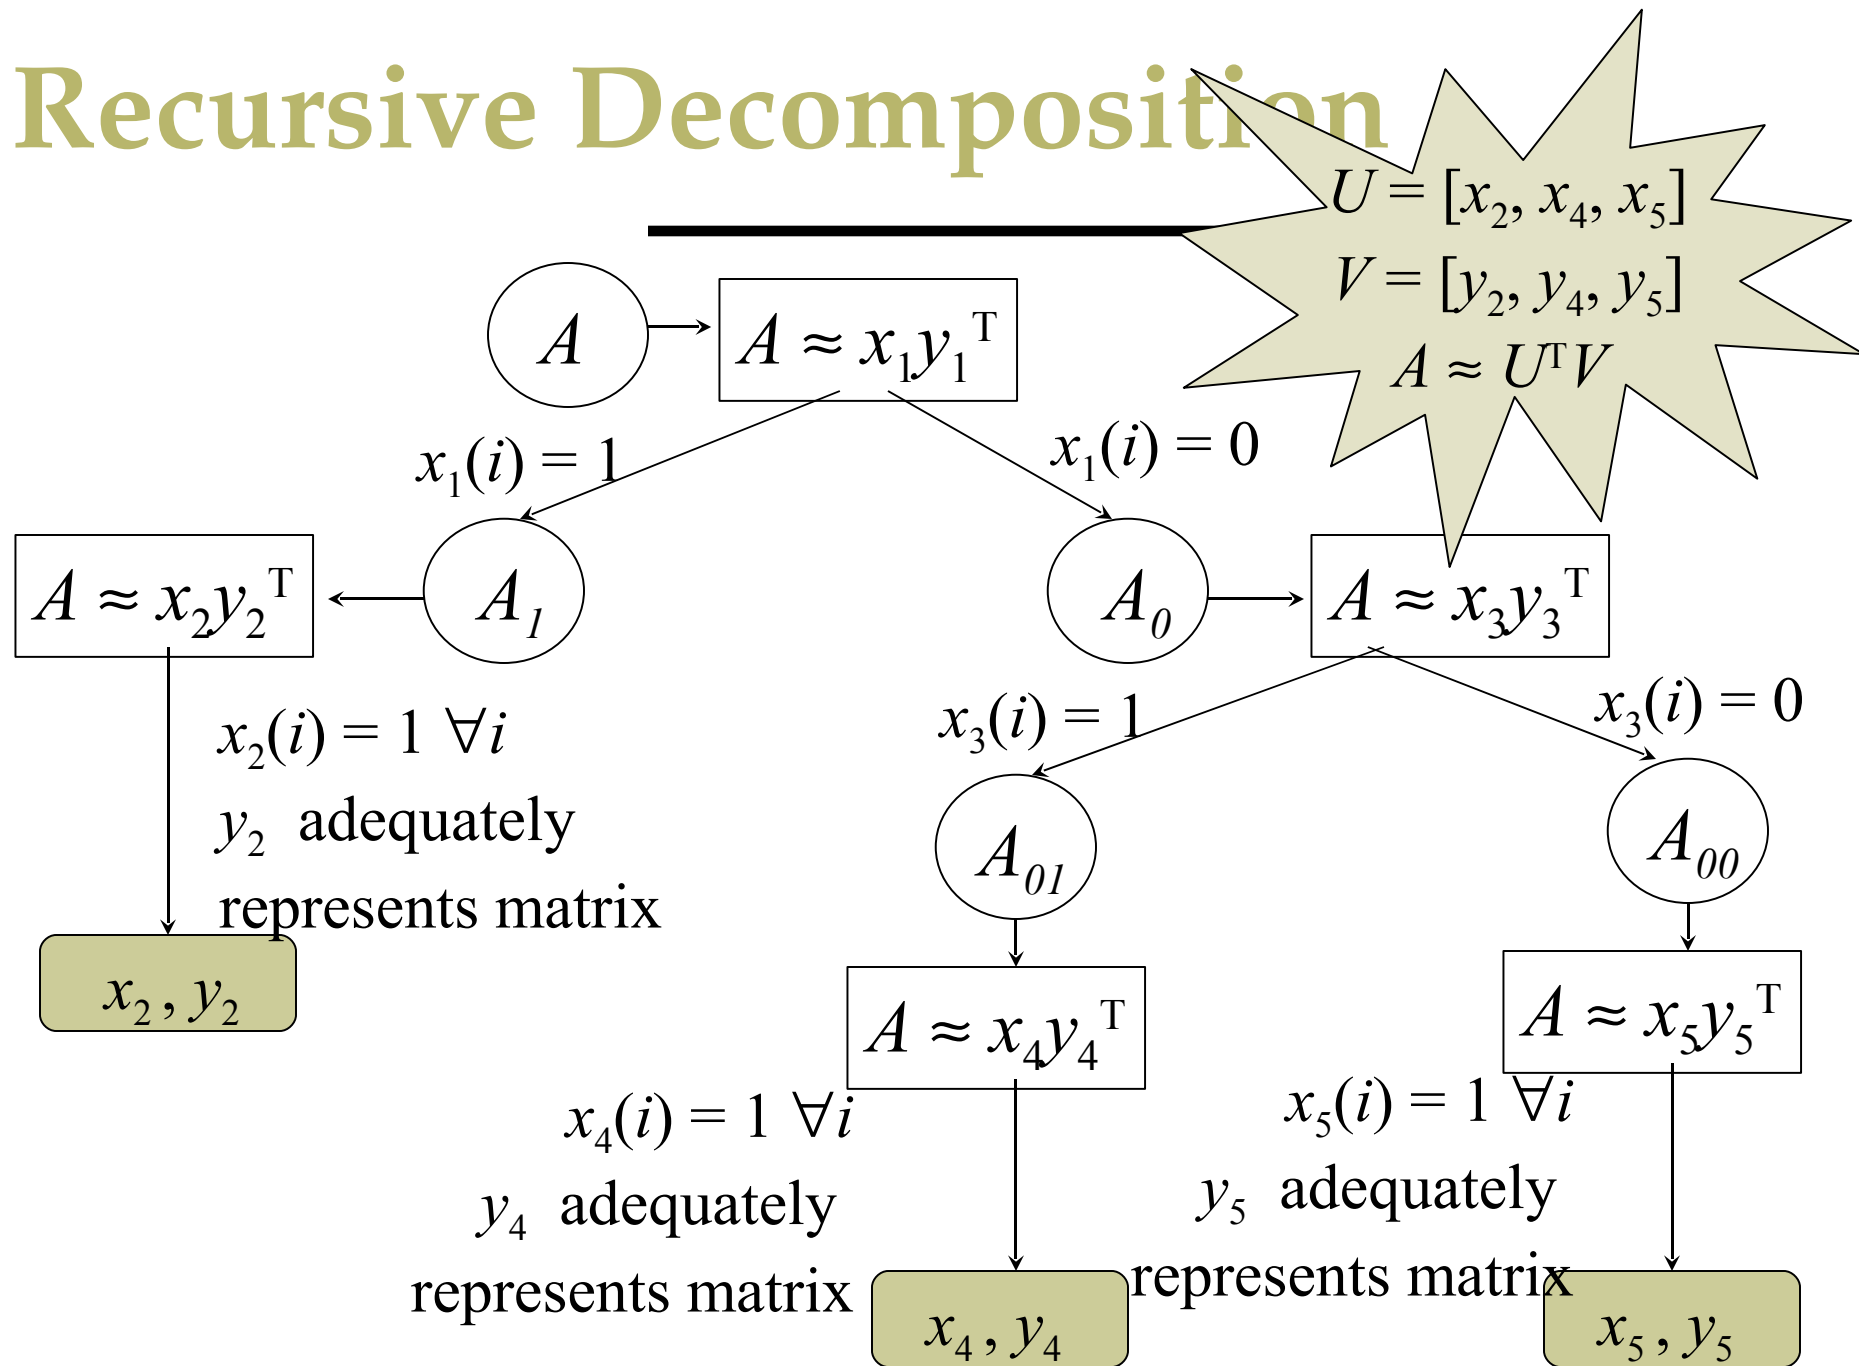 Recursive Decomposition
U = [x₂, x₄, x₅]
V = [y₂, y₄, y₅]
A ≈ UᵀV
A
A ≈ x₁y₁ᵀ
x₁(i) = 1
x₁(i) = 0
A ≈ x₂y₂ᵀ
A₁
A₀
A ≈ x₃y₃ᵀ
x₂(i) = 1 ∀i
y₂ adequately
represents matrix
x₃(i) = 1
x₃(i) = 0
A₀₁
A₀₀
x₂ , y₂
A ≈ x₄y₄ᵀ
A ≈ x₅y₅ᵀ
x₄(i) = 1 ∀i
y₄ adequately
represents matrix
x₅(i) = 1 ∀i
y₅ adequately
represents matrix
x₄ , y₄
x₅ , y₅